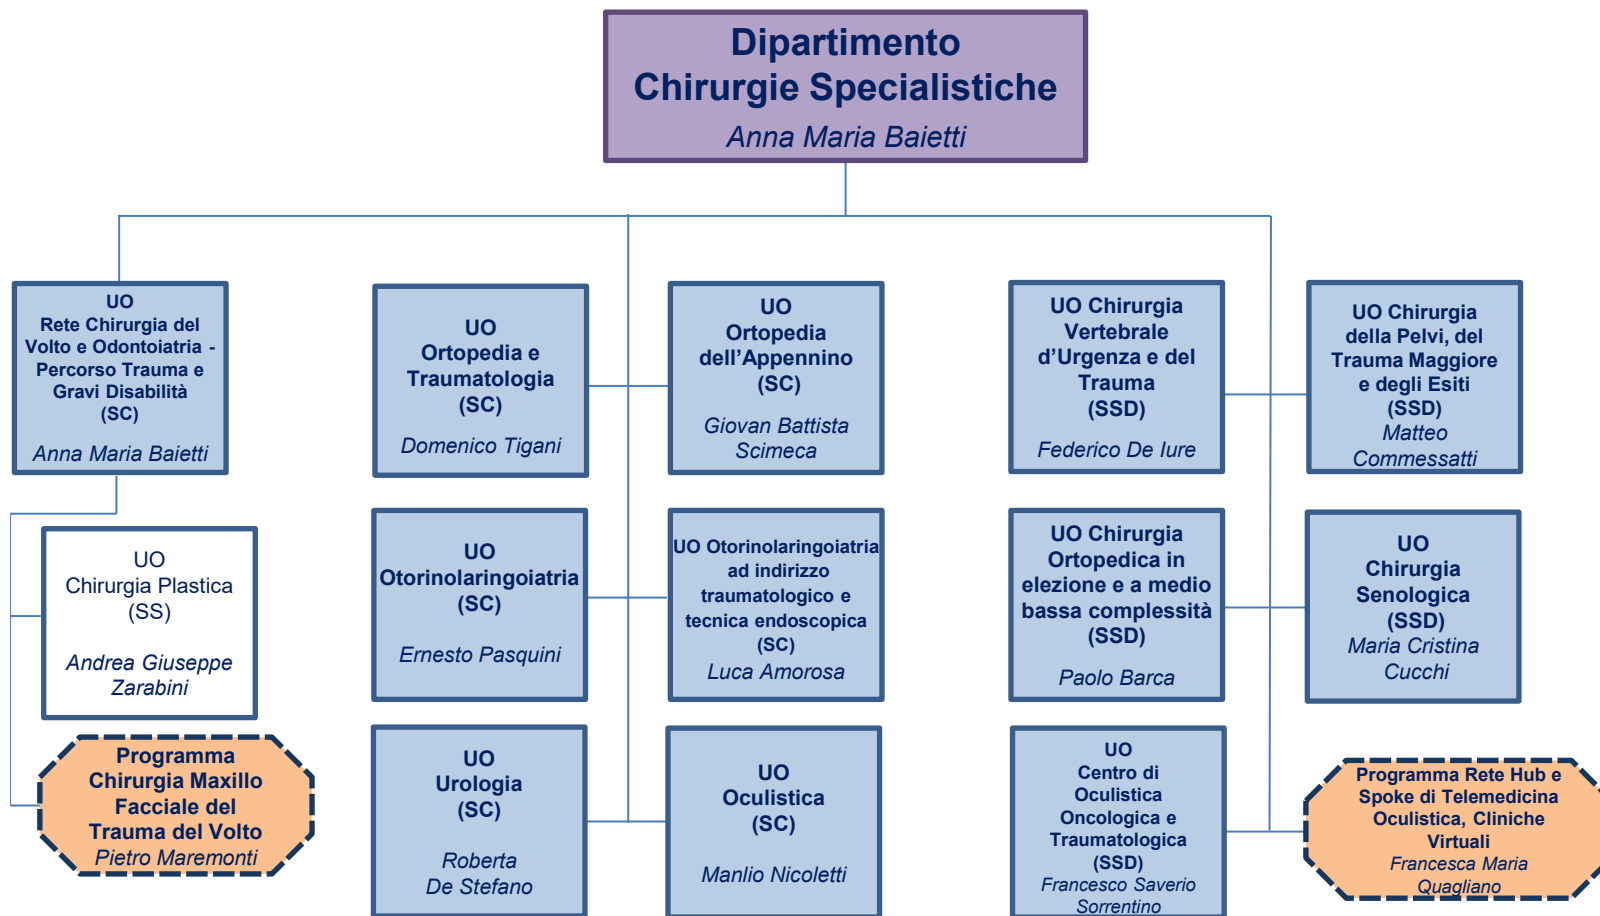 Dipartimento
Chirurgie Specialistiche
Anna Maria Baietti
UO
Rete Chirurgia del
Volto e Odontoiatria -
Percorso Trauma e
Gravi Disabilità
(SC)
Anna Maria Baietti
UO
Ortopedia e
Traumatologia
(SC)
Domenico Tigani
UO
Ortopedia
dell'Appennino
(SC)
Giovan Battista
Scimeca
UO Chirurgia
Vertebrale
d'Urgenza e del
Trauma
(SSD)
Federico De Iure
UO Chirurgia
della Pelvi, del
Trauma Maggiore
e degli Esiti
(SSD)
Matteo
Commessatti
UO
Chirurgia Plastica
(SS)
Andrea Giuseppe
Zarabini
UO
Otorinolaringoiatria
(SC)
Ernesto Pasquini
UO Otorinolaringoiatria
ad indirizzo
traumatologico e
tecnica endoscopica
(SC)
Luca Amorosa
UO Chirurgia
Ortopedica in
elezione e a medio
bassa complessità
(SSD)
Paolo Barca
UO
Chirurgia
Senologica
(SSD)
Maria Cristina
Cucchi
Programma
Chirurgia Maxillo
Facciale del
Trauma del Volto
Pietro Maremonti
UO
Urologia
(SC)
Roberta
De Stefano
UO
Oculistica
(SC)
Manlio Nicoletti
UO
Centro di
Oculistica
Oncologica e
Traumatologica
(SSD)
Francesco Saverio
Sorrentino
Programma Rete Hub e
Spoke di Telemedicina
Oculistica, Cliniche
Virtuali
Francesca Maria
Quagliano